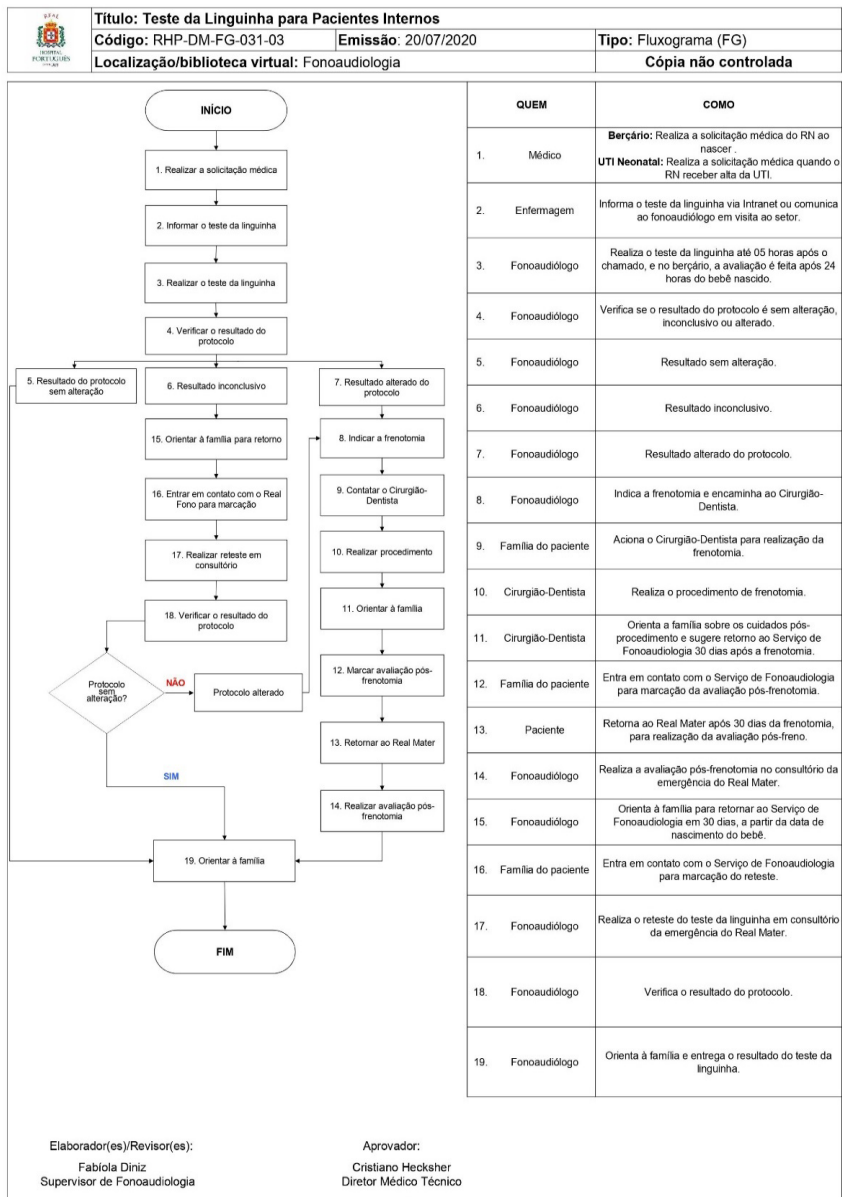 REAL
HOSPITAL
PORTUGUÊS
Título: Teste da Linguinha para Pacientes Internos
Código: RHP-DM-FG-031-03
Emissão: 20/07/2020
Tipo: Fluxograma (FG)
Localização/biblioteca virtual: Fonoaudiologia
Cópia não controlada
INÍCIO
1. Realizar a solicitação médica
2. Informar o teste da linguinha
3. Realizar o teste da linguinha
4. Verificar o resultado do
protocolo
5. Resultado do protocolo
sem alteração
6. Resultado inconclusivo
7. Resultado alterado do
protocolo
15. Orientar à família para retorno
8. Indicar a frenotomia
16. Entrar em contato com o Real
Fono para marcação
9. Contatar o Cirurgião-
Dentista
17. Realizar reteste em
consultório
10. Realizar procedimento
18. Verificar o resultado do
protocolo
11. Orientar à família
Protocolo
sem
alteração?
NÃO
Protocolo alterado
12. Marcar avaliação pós-
frenotomia
13. Retornar ao Real Mater
SIM
14. Realizar avaliação pós-
frenotomia
19. Orientar à família
FIM
QUEM
COMO
1. Médico
Berçário: Realiza a solicitação médica do RN ao
nascer .
UTI Neonatal: Realiza a solicitação médica quando o
RN receber alta da UTI.
2. Enfermagem
Informa o teste da linguinha via Intranet ou comunica
ao fonoaudiólogo em visita ao setor.
3. Fonoaudiólogo
Realiza o teste da linguinha até 05 horas após o
chamado, e no berçário, a avaliação é feita após 24
horas do bebê nascido.
4. Fonoaudiólogo
Verifica se o resultado do protocolo é sem alteração,
inconclusivo ou alterado.
5. Fonoaudiólogo
Resultado sem alteração.
6. Fonoaudiólogo
Resultado inconclusivo.
7. Fonoaudiólogo
Resultado alterado do protocolo.
8. Fonoaudiólogo
Indica a frenotomia e encaminha ao Cirurgião-
Dentista.
9. Família do paciente
Aciona o Cirurgião-Dentista para realização da
frenotomia.
10. Cirurgião-Dentista
Realiza o procedimento de frenotomia.
11. Cirurgião-Dentista
Orienta a família sobre os cuidados pós-
procedimento e sugere retorno ao Serviço de
Fonoaudiologia 30 dias após a frenotomia.
12. Família do paciente
Entra em contato com o Serviço de Fonoaudiologia
para marcação da avaliação pós-frenotomia.
13. Paciente
Retorna ao Real Mater após 30 dias da frenotomia,
para realização da avaliação pós-freno.
14. Fonoaudiólogo
Realiza a avaliação pós-frenotomia no consultório da
emergência do Real Mater.
15. Fonoaudiólogo
Orienta à família para retornar ao Serviço de
Fonoaudiologia em 30 dias, a partir da data de
nascimento do bebê.
16. Família do paciente
Entra em contato com o Serviço de Fonoaudiologia
para marcação do reteste.
17. Fonoaudiólogo
Realiza o reteste do teste da linguinha em consultório
da emergência do Real Mater.
18. Fonoaudiólogo
Verifica o resultado do protocolo.
19. Fonoaudiólogo
Orienta à família e entrega o resultado do teste da
linguinha.
Elaborador(es)/Revisor(es):
Fabíola Diniz
Supervisor de Fonoaudiologia
Aprovador:
Cristiano Hecksher
Diretor Médico Técnico